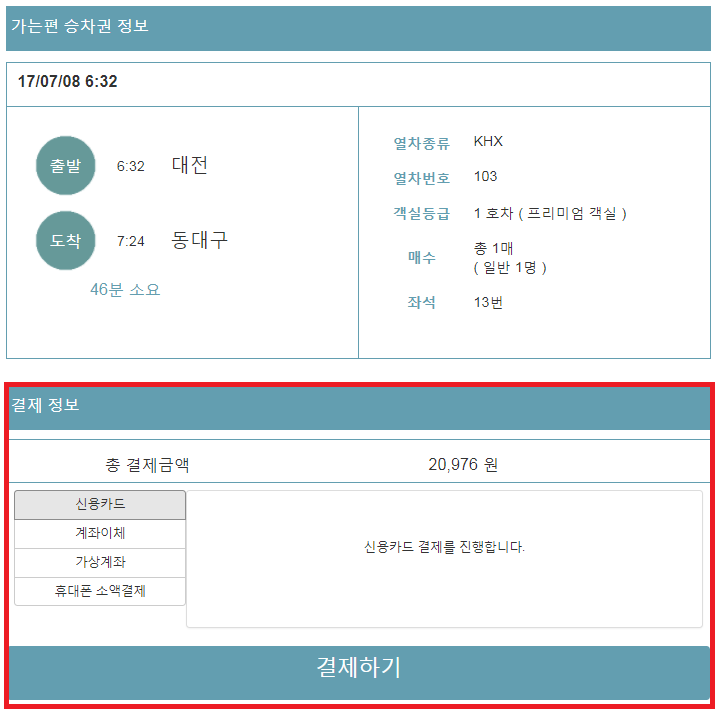 가는편 승차권 정보
17/07/08 6:32
출발 6:32 대전
도착 7:24 동대구
46분 소요
열차종류 KHX
열차번호 103
객실등급 1 호차 ( 프리미엄 객실 )
매수 총 1매
( 일반 1명 )
좌석 13번
결제 정보
총 결제금액 20,976 원
신용카드
계좌이체
가상계좌
휴대폰 소액결제
신용카드 결제를 진행합니다.
결제하기